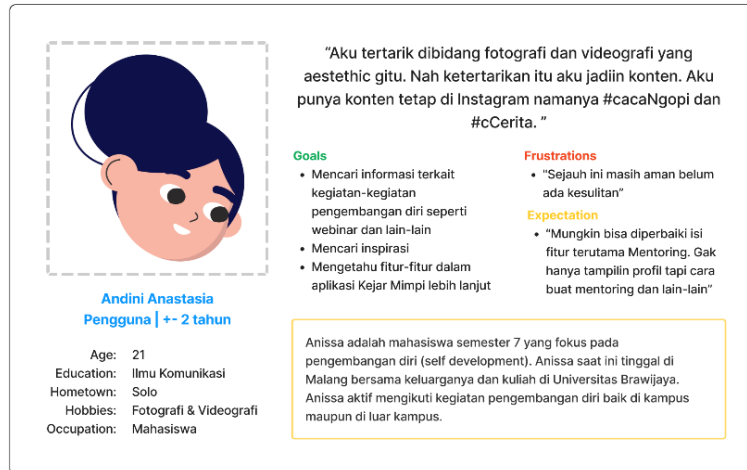 “Aku tertarik dibidang fotografi dan videografi yang
aestethic gitu. Nah ketertarikan itu aku jadiin konten. Aku
punya konten tetap di Instagram namanya #cacaNgopi dan
#cCerita. ”
Goals
• Mencari informasi terkait
kegiatan-kegiatan
pengembangan diri seperti
webinar dan lain-lain
• Mencari inspirasi
• Mengetahu fitur-fitur dalam
aplikasi Kejar Mimpi lebih lanjut
Frustrations
• "Sejauh ini masih aman belum
ada kesulitan”
Expectation
• “Mungkin bisa diperbaiki isi
fitur terutama Mentoring. Gak
hanya tampilin profil tapi cara
buat mentoring dan lain-lain”
Andini Anastasia
Pengguna | +- 2 tahun
Age: 21
Education: Ilmu Komunikasi
Hometown: Solo
Hobbies: Fotografi & Videografi
Occupation: Mahasiswa
Anissa adalah mahasiswa semester 7 yang fokus pada
pengembangan diri (self development). Anissa saat ini tinggal di
Malang bersama keluarganya dan kuliah di Universitas Brawijaya.
Anissa aktif mengikuti kegiatan pengembangan diri baik di kampus
maupun di luar kampus.